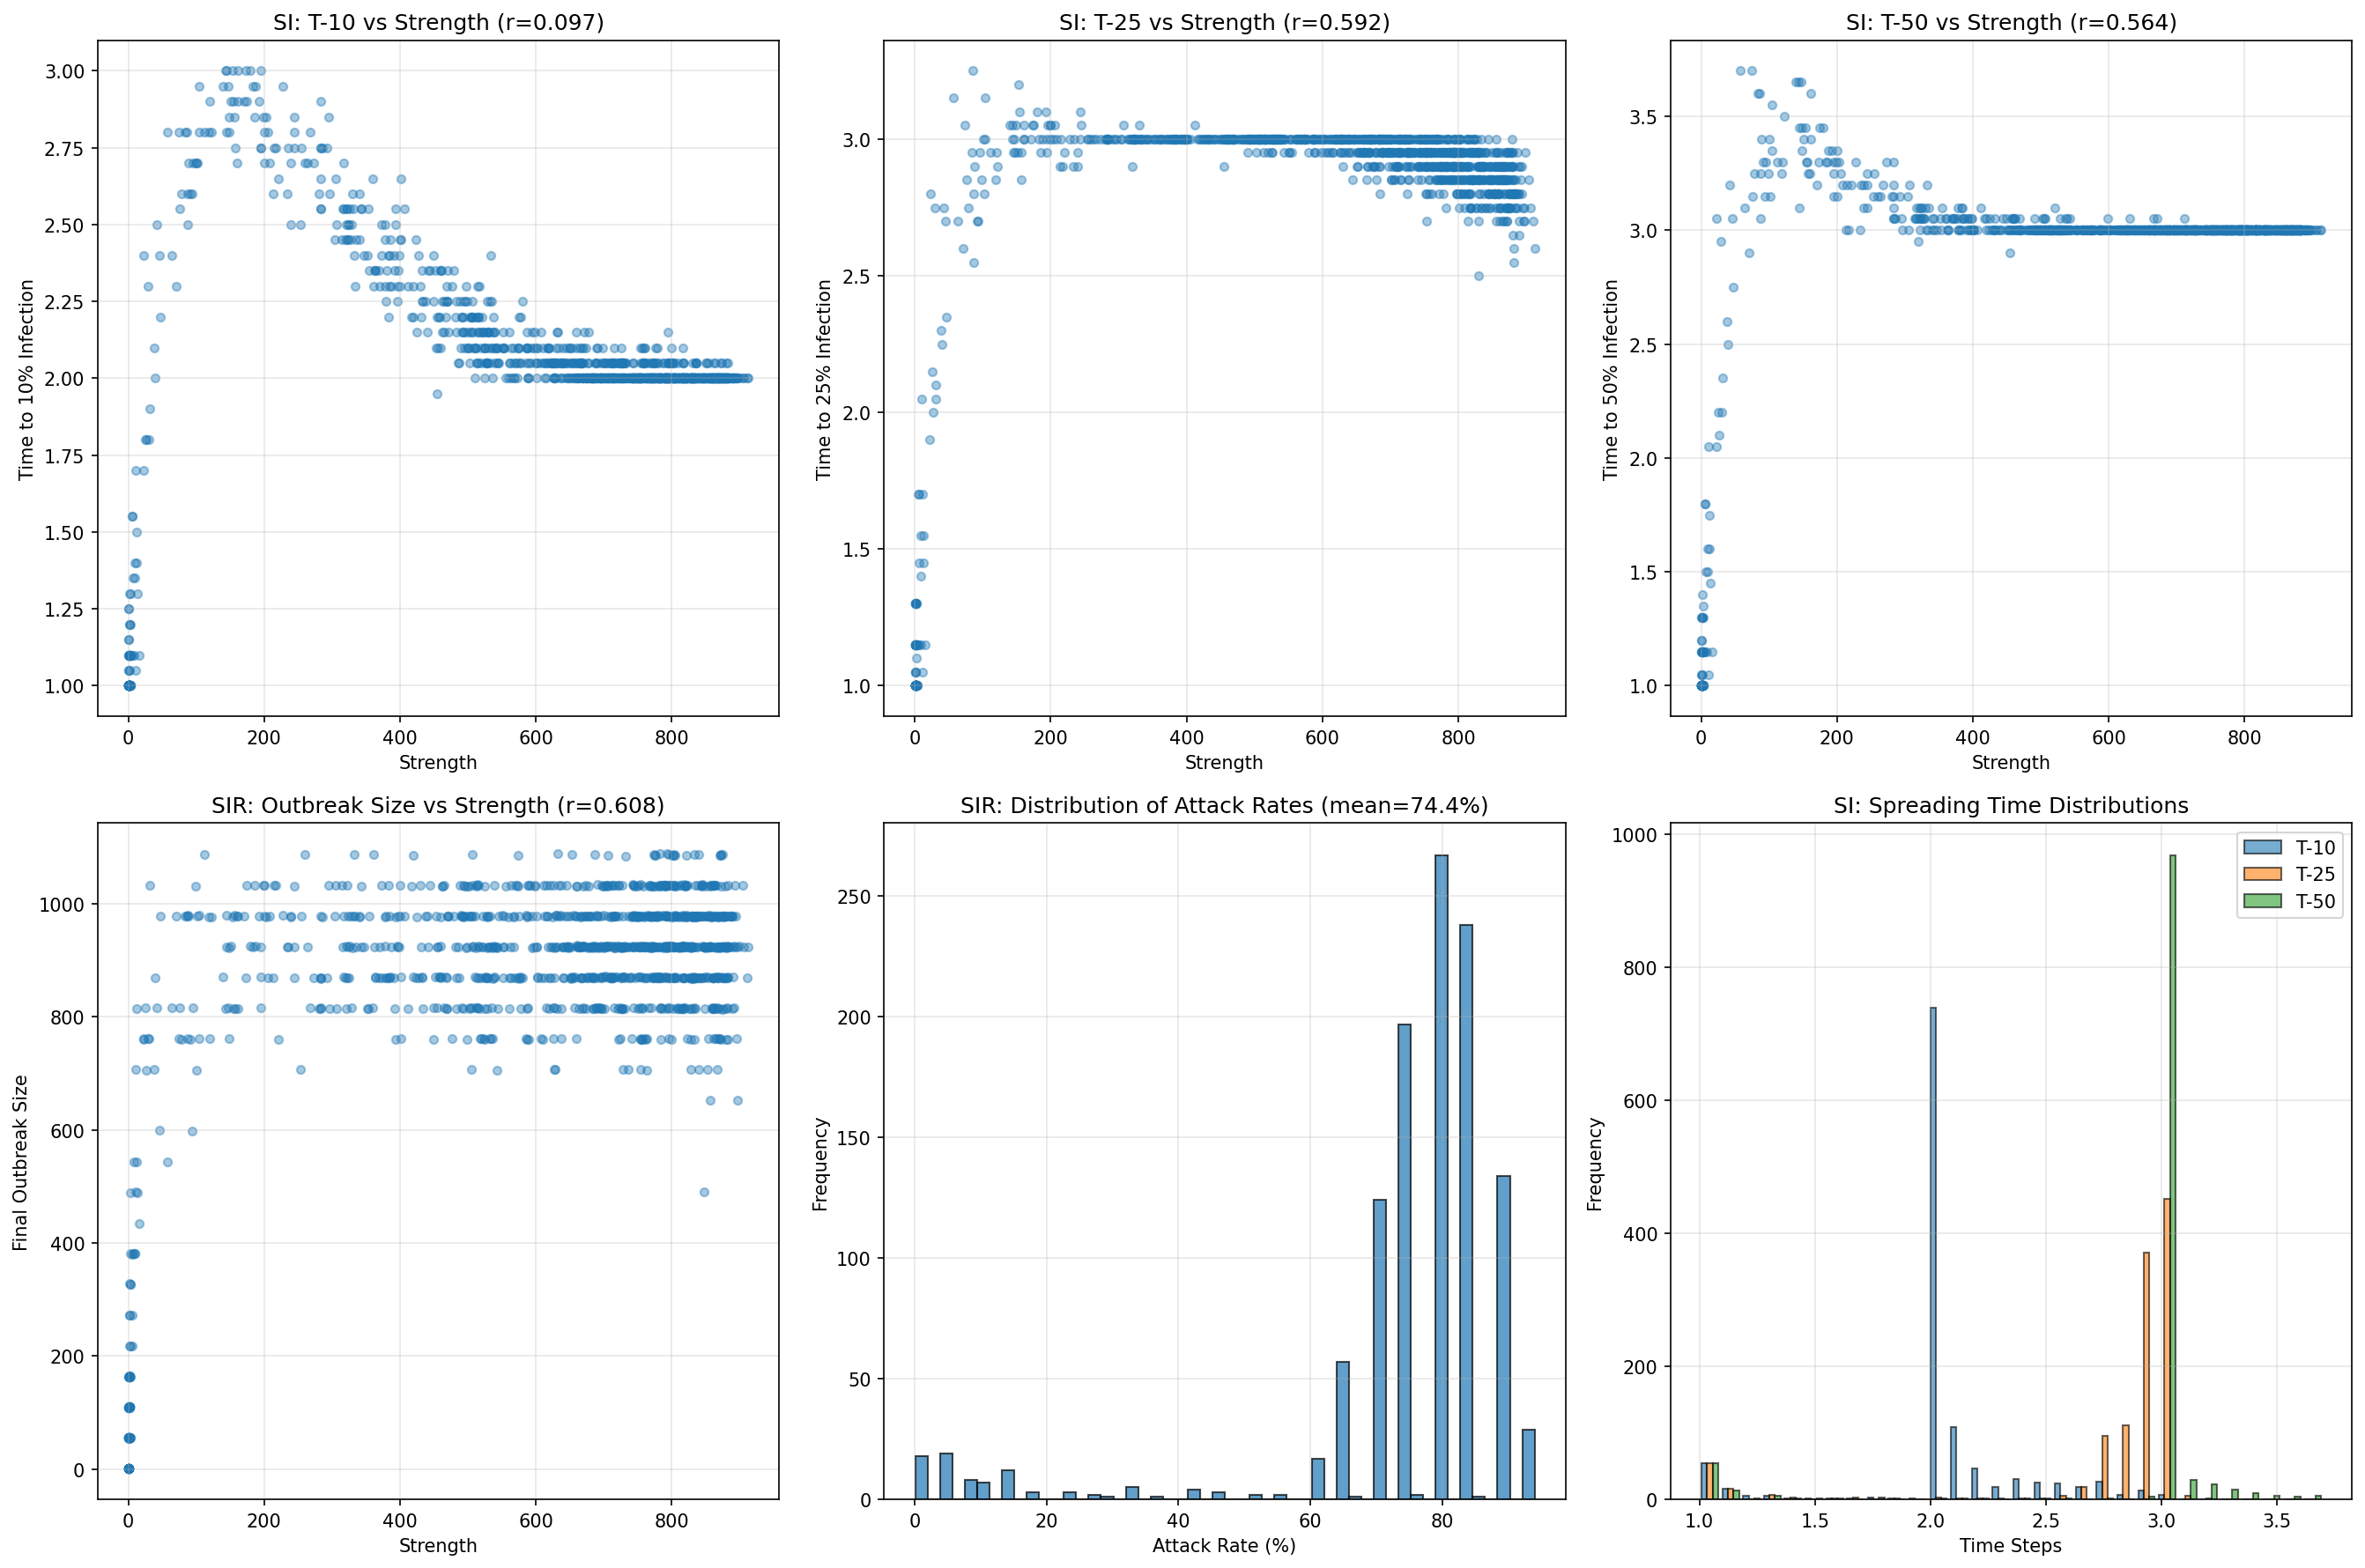 SI: T-10 vs Strength (r=0.097)
Time to 10% Infection
3.00
2.75
2.50
2.25
2.00
1.75
1.50
1.25
1.00
0 200 400 600 800
Strength
SI: T-25 vs Strength (r=0.592)
Time to 25% Infection
3.0
2.5
2.0
1.5
1.0
0 200 400 600 800
Strength
SI: T-50 vs Strength (r=0.564)
Time to 50% Infection
3.5
3.0
2.5
2.0
1.5
1.0
0 200 400 600 800
Strength
SIR: Outbreak Size vs Strength (r=0.608)
Final Outbreak Size
1000
800
600
400
200
0
0 200 400 600 800
Strength
SIR: Distribution of Attack Rates (mean=74.4%)
Frequency
250
200
150
100
50
0
0 20 40 60 80
Attack Rate (%)
SI: Spreading Time Distributions
Frequency
1000
800
600
400
200
0
T-10
T-25
T-50
1.0 1.5 2.0 2.5 3.0 3.5
Time Steps